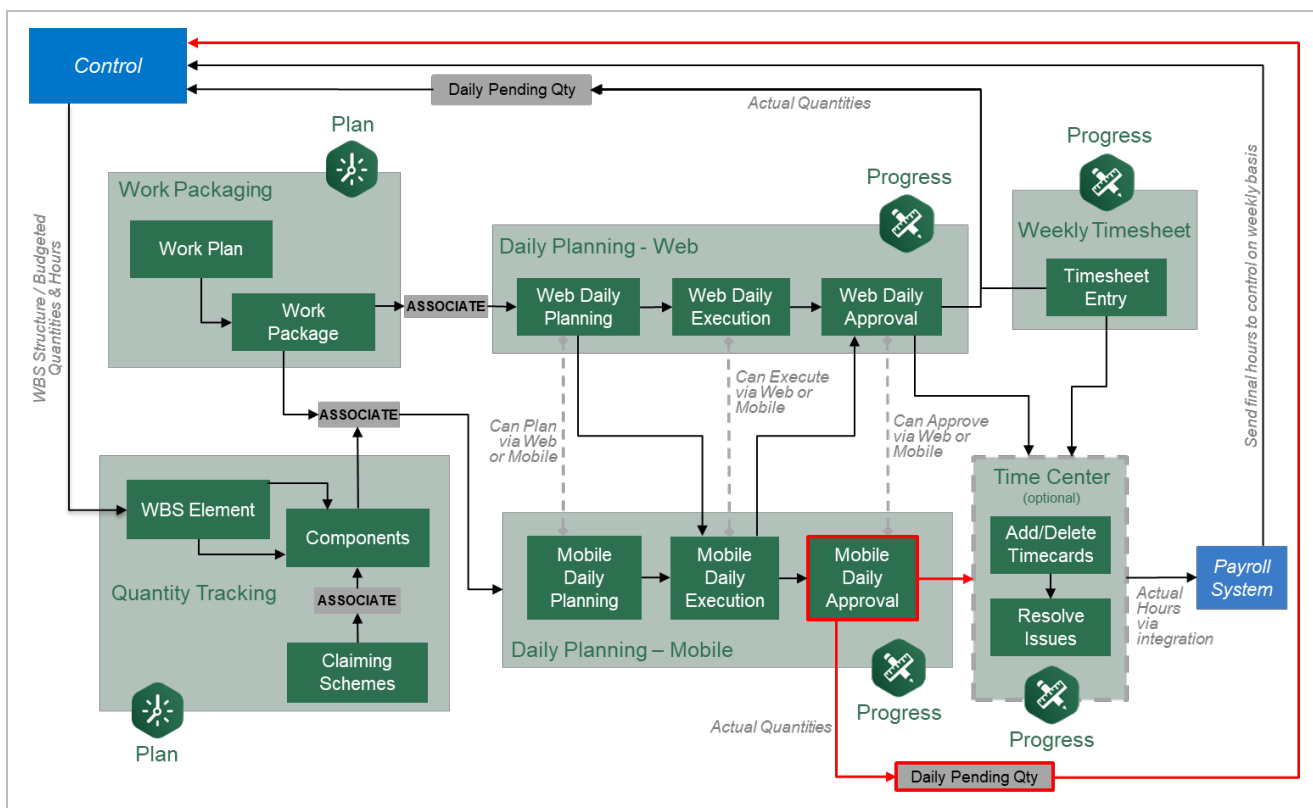 Control
Daily Pending Qty
Actual Quantities
Plan
Progress
Progress
Work Packaging
Work Plan
Work
Package
ASSOCIATE
Daily Planning - Web
Web Daily
Planning
Web Daily
Execution
Web Daily
Approval
Weekly Timesheet
Timesheet
Entry
WBS Structure / Budgeted
Quantities & Hours
Send final hours to control on weekly basis
Can Plan
via Web
or Mobile
Can Execute
via Web or
Mobile
Can Approve
via Web or
Mobile
ASSOCIATE
WBS Element
Components
ASSOCIATE
Quantity Tracking
Claiming
Schemes
Plan
Mobile
Daily
Planning
Mobile
Daily
Execution
Mobile
Daily
Approval
Daily Planning – Mobile
Progress
Time Center
(optional)
Add/Delete
Timecards
Resolve
Issues
Progress
Actual
Hours
via
integration
Payroll
System
Actual Quantities
Daily Pending Qty